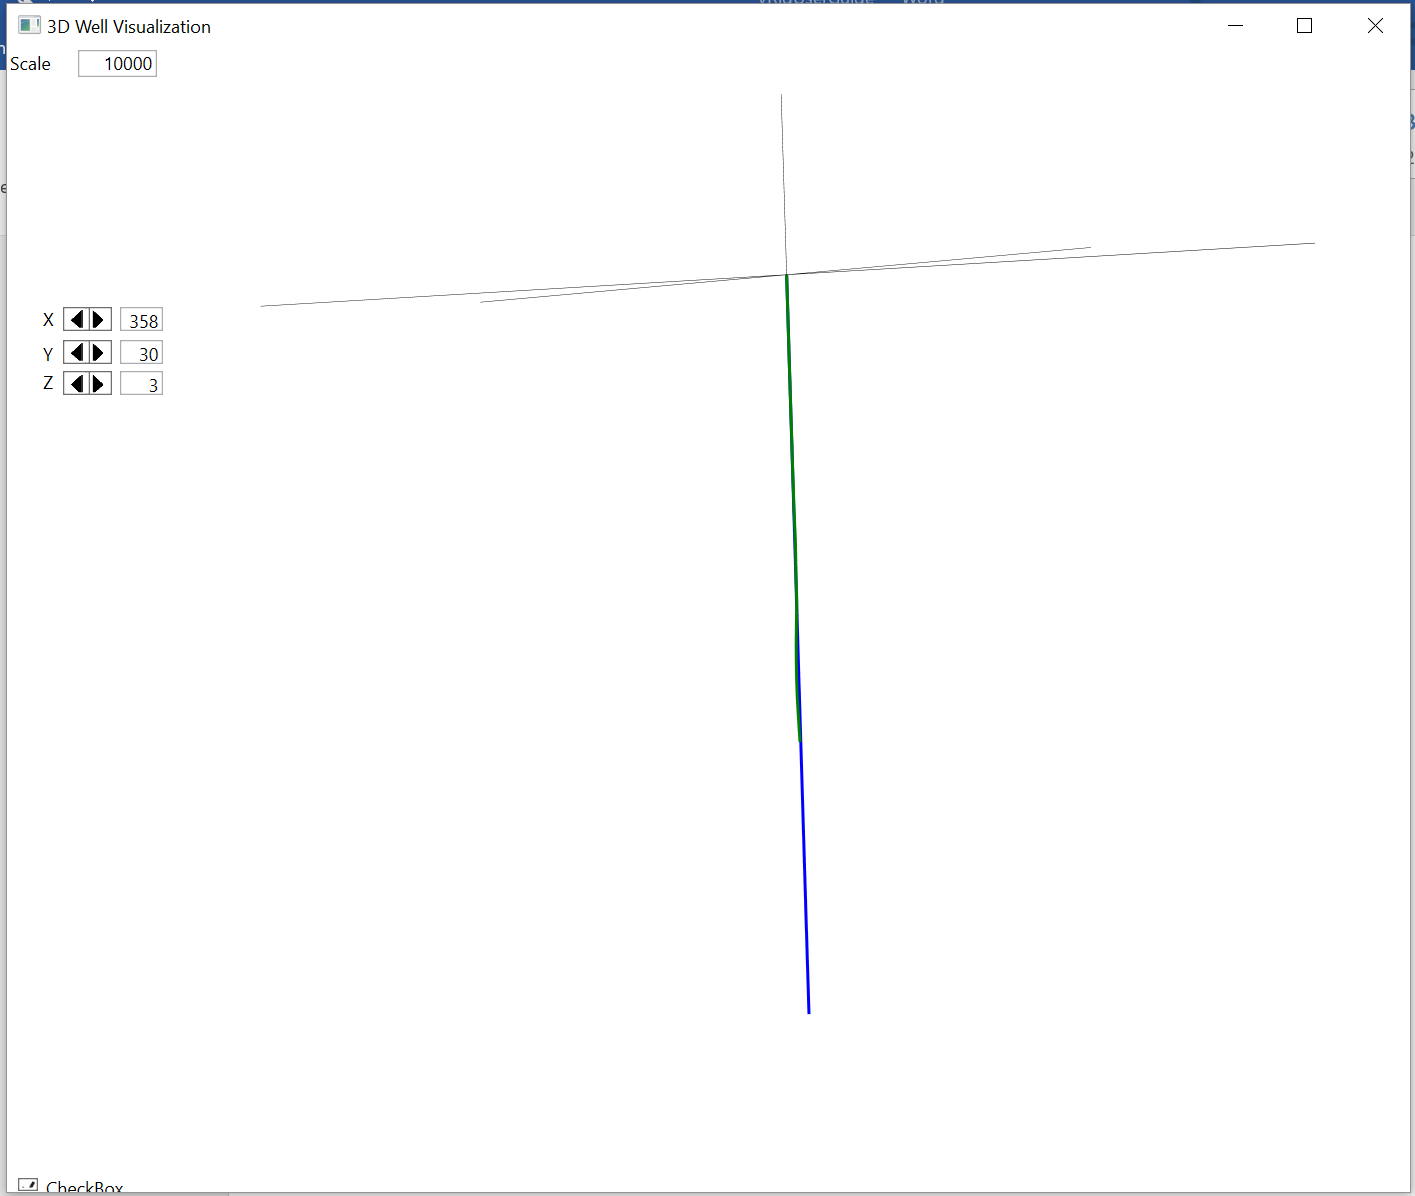 3D Well Visualization
Scale 10000
X 358
Y 30
Z 3
CheckBox